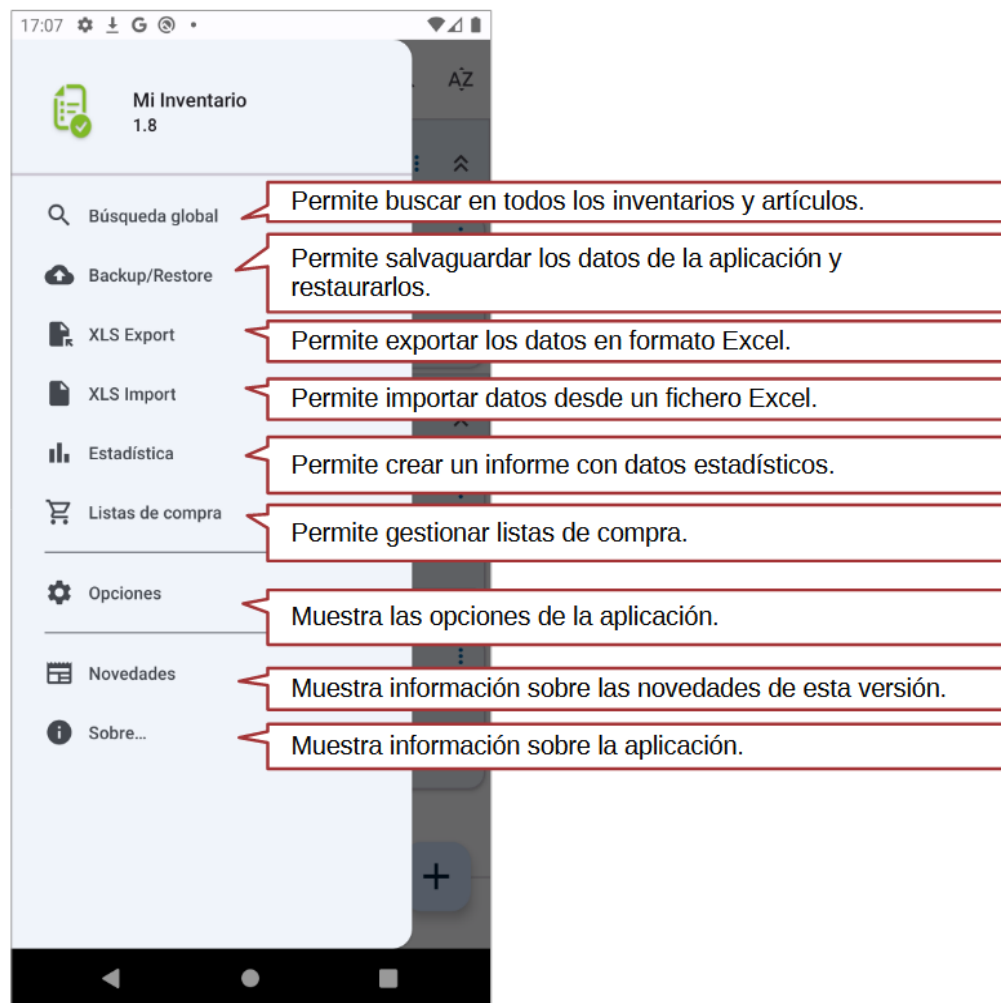 17:07
AZ
Mi Inventario
1.8
Búsqueda global
Permite buscar en todos los inventarios y artículos.
Backup/Restore
Permite salvaguardar los datos de la aplicación y
restaurarlos.
XLS Export
Permite exportar los datos en formato Excel.
XLS Import
Permite importar datos desde un fichero Excel.
Estadística
Permite crear un informe con datos estadísticos.
Listas de compra
Permite gestionar listas de compra.
Opciones
Muestra las opciones de la aplicación.
Novedades
Muestra información sobre las novedades de esta versión.
Sobre...
Muestra información sobre la aplicación.